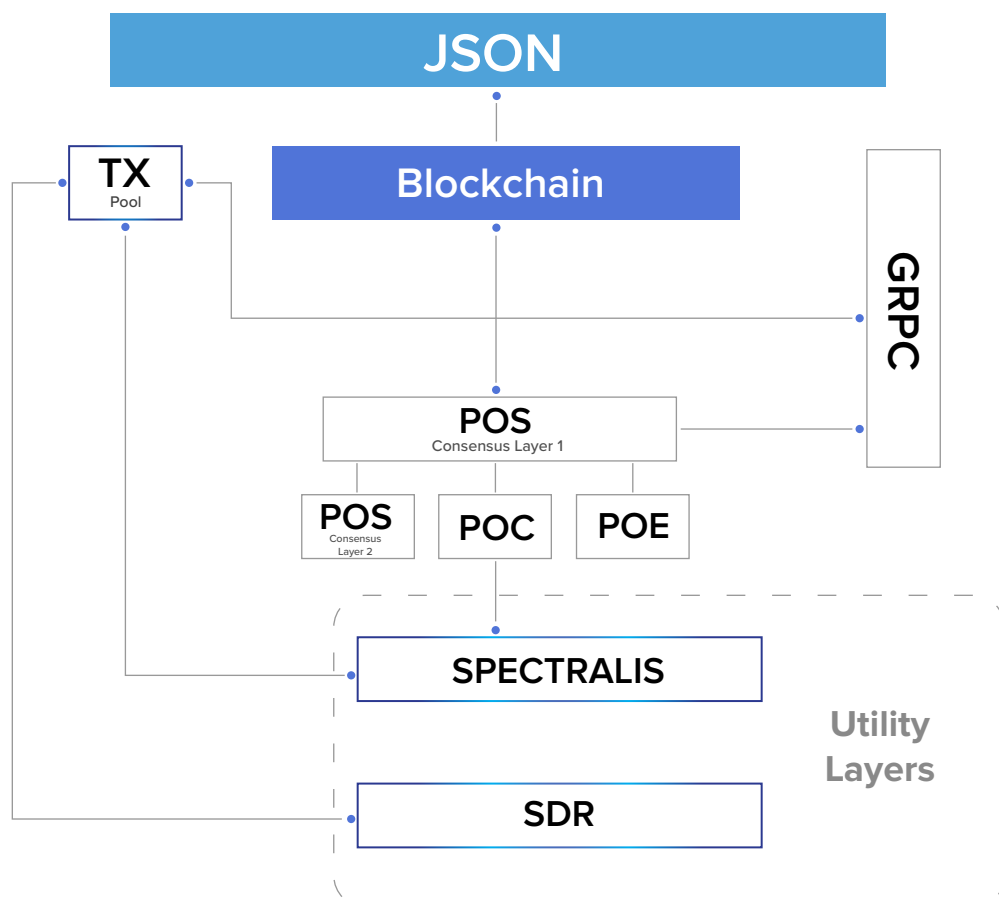 JSON
TX
Pool
Blockchain
GRPC
POS
Consensus Layer 1
POS
Consensus
Layer 2
POC
POE
SPECTRALIS
Utility
Layers
SDR